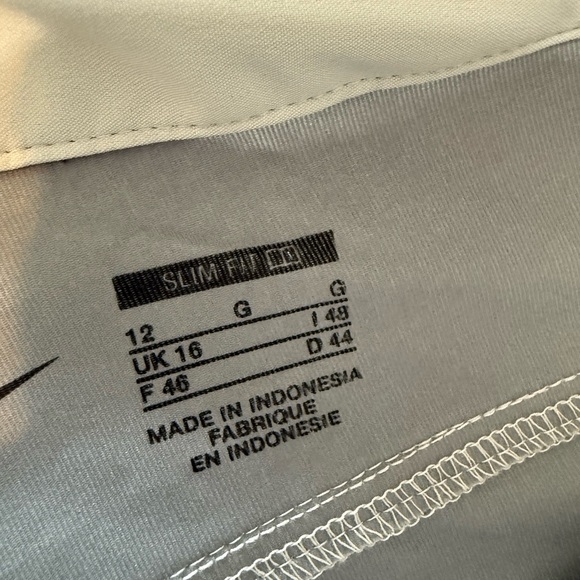 SLIM FIT
12 G G
UK 16 I 48
F 46 D 44
MADE IN INDONESIA
FABRIQUE
EN INDONESIE